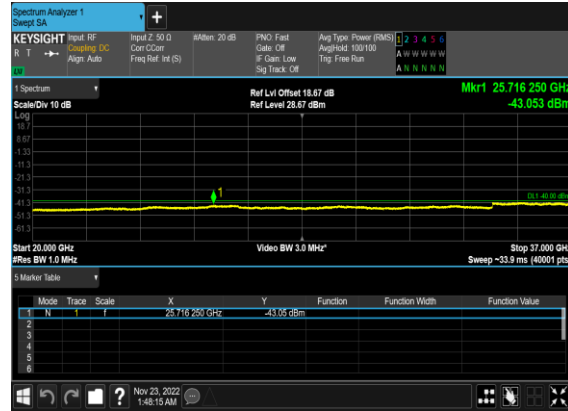 Spectrum Analyzer 1
Swept SA
KEYSIGHT
R T
Input: RF
Coupling: DC
Align: Auto
Input Z: 50 Ω
Corr CCorr
Freq Ref: Int (S)
#Atten: 20 dB
PNO: Fast
Gate: Off
IF Gain: Low
Sig Track: Off
Avg Type: Power (RMS)
Avg|Hold: 100/100
Trig: Free Run
1 2 3 4 5 6
A W W W W W
A N N N N N
1 Spectrum
Scale/Div 10 dB
Ref Lvl Offset 18.67 dB
Ref Level 28.67 dBm
Mkr1 25.716 250 GHz
-43.053 dBm
Log
18.7
8.67
-1.33
-11.3
-21.3
-31.3
-41.3
-51.3
-61.3
1
DL1 -40.00 dBm
Start 20.000 GHz
#Res BW 1.0 MHz
Video BW 3.0 MHz*
Stop 37.000 GHz
Sweep ~33.9 ms (40001 pts)
5 Marker Table
Mode Trace Scale X Y Function Function Width Function Value
1 N 1 f 25.716 250 GHz -43.05 dBm
2
3
4
5
6
?
Nov 23, 2022
1:48:15 AM